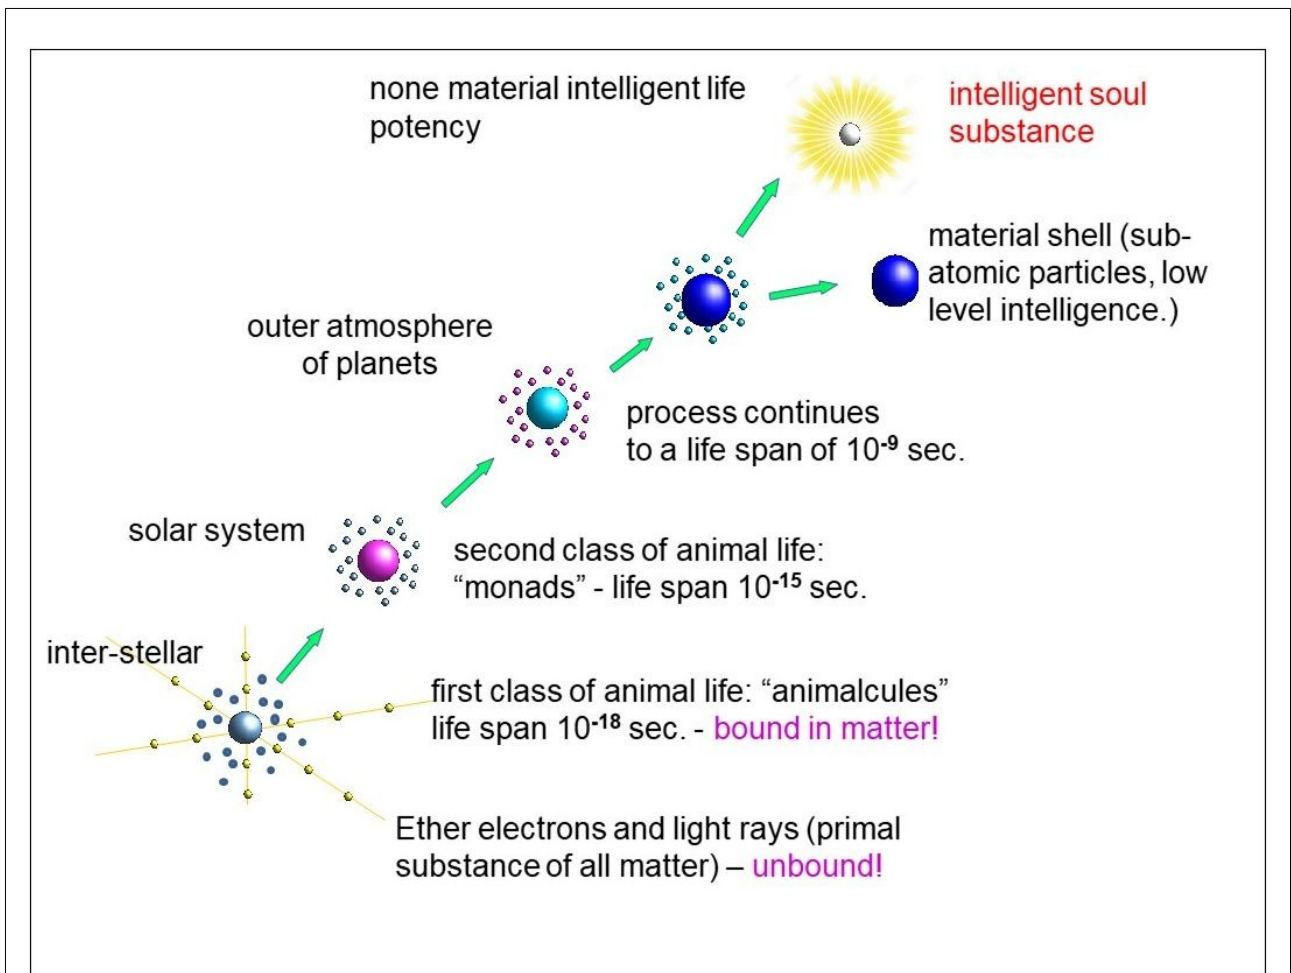 none material intelligent life
potency
intelligent soul
substance
material shell (sub-
atomic particles, low
level intelligence.)
outer atmosphere
of planets
process continues
to a life span of 10⁻⁹ sec.
solar system
second class of animal life:
“monads” - life span 10⁻¹⁵ sec.
inter-stellar
first class of animal life: “animalcules”
life span 10⁻¹⁸ sec. - bound in matter!
Ether electrons and light rays (primal
substance of all matter) – unbound!